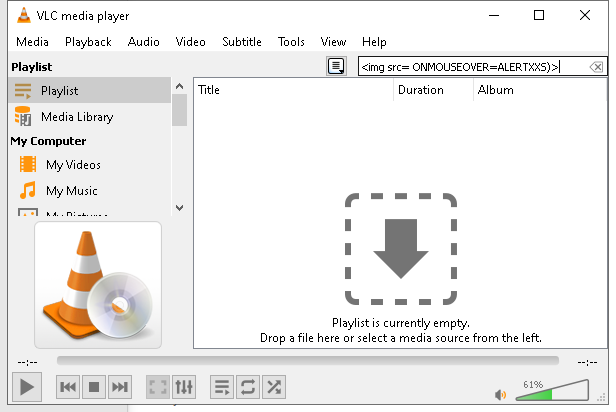 VLC media player
Media Playback Audio Video Subtitle Tools View Help
Playlist
<img src= ONMOUSEOVER=ALERTXXS)>
Playlist
Title Duration Album
Media Library
My Computer
My Videos
My Music
My Pictures
Playlist is currently empty.
Drop a file here or select a media source from the left.
--:-- --:--
61%